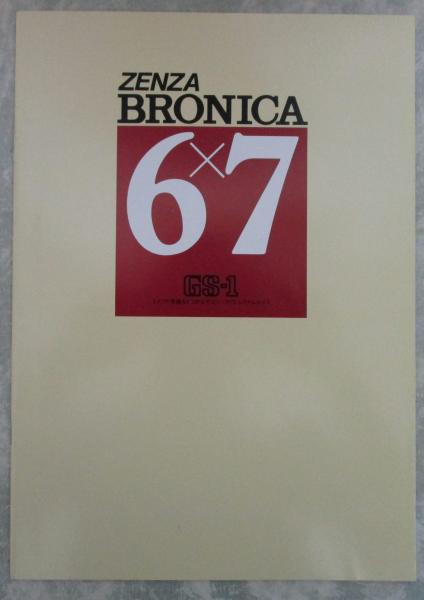 ZENZA
BRONICA
6×7
GS-1